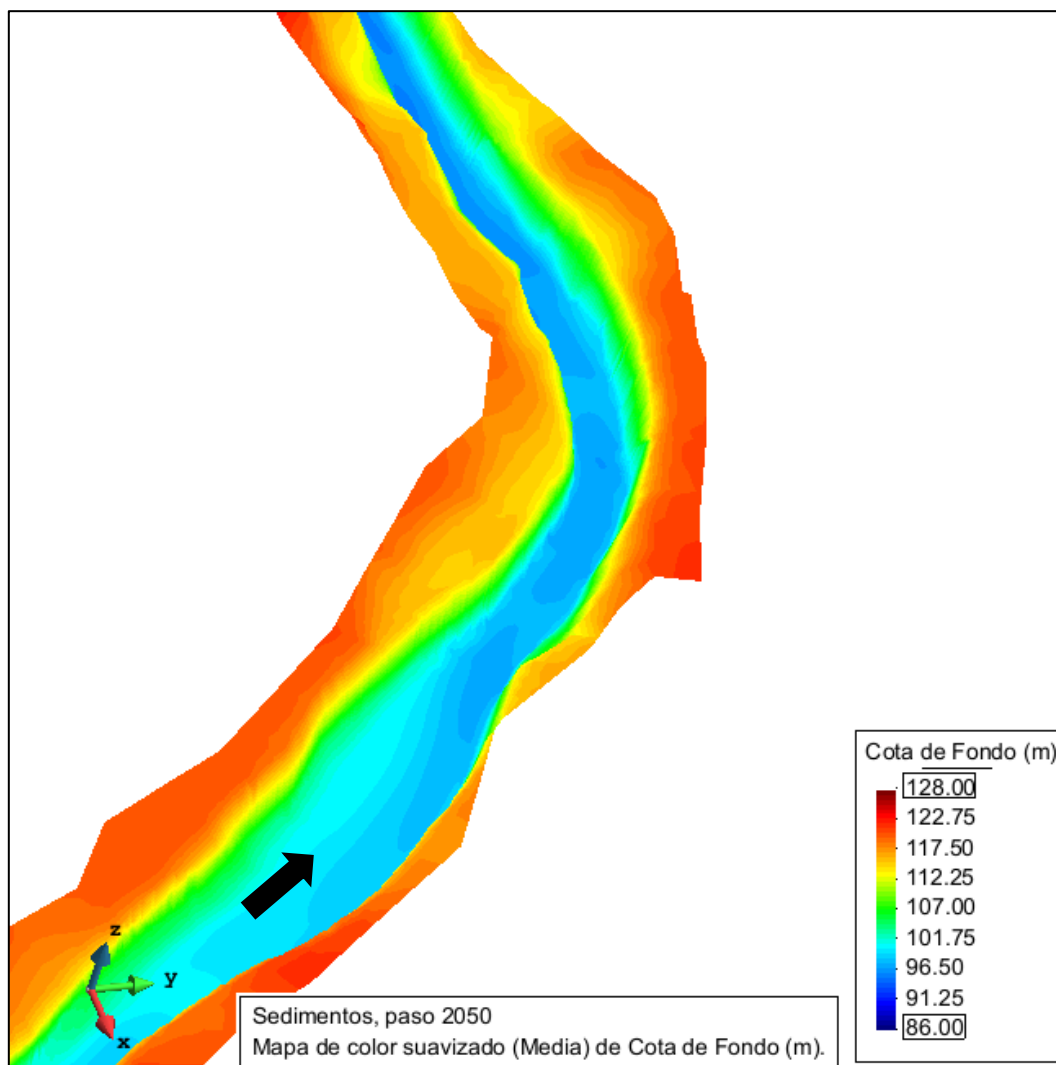 z
y
x
Cota de Fondo (m)
128.00
122.75
117.50
112.25
107.00
101.75
96.50
91.25
86.00
Sedimentos, paso 2050
Mapa de color suavizado (Media) de Cota de Fondo (m).